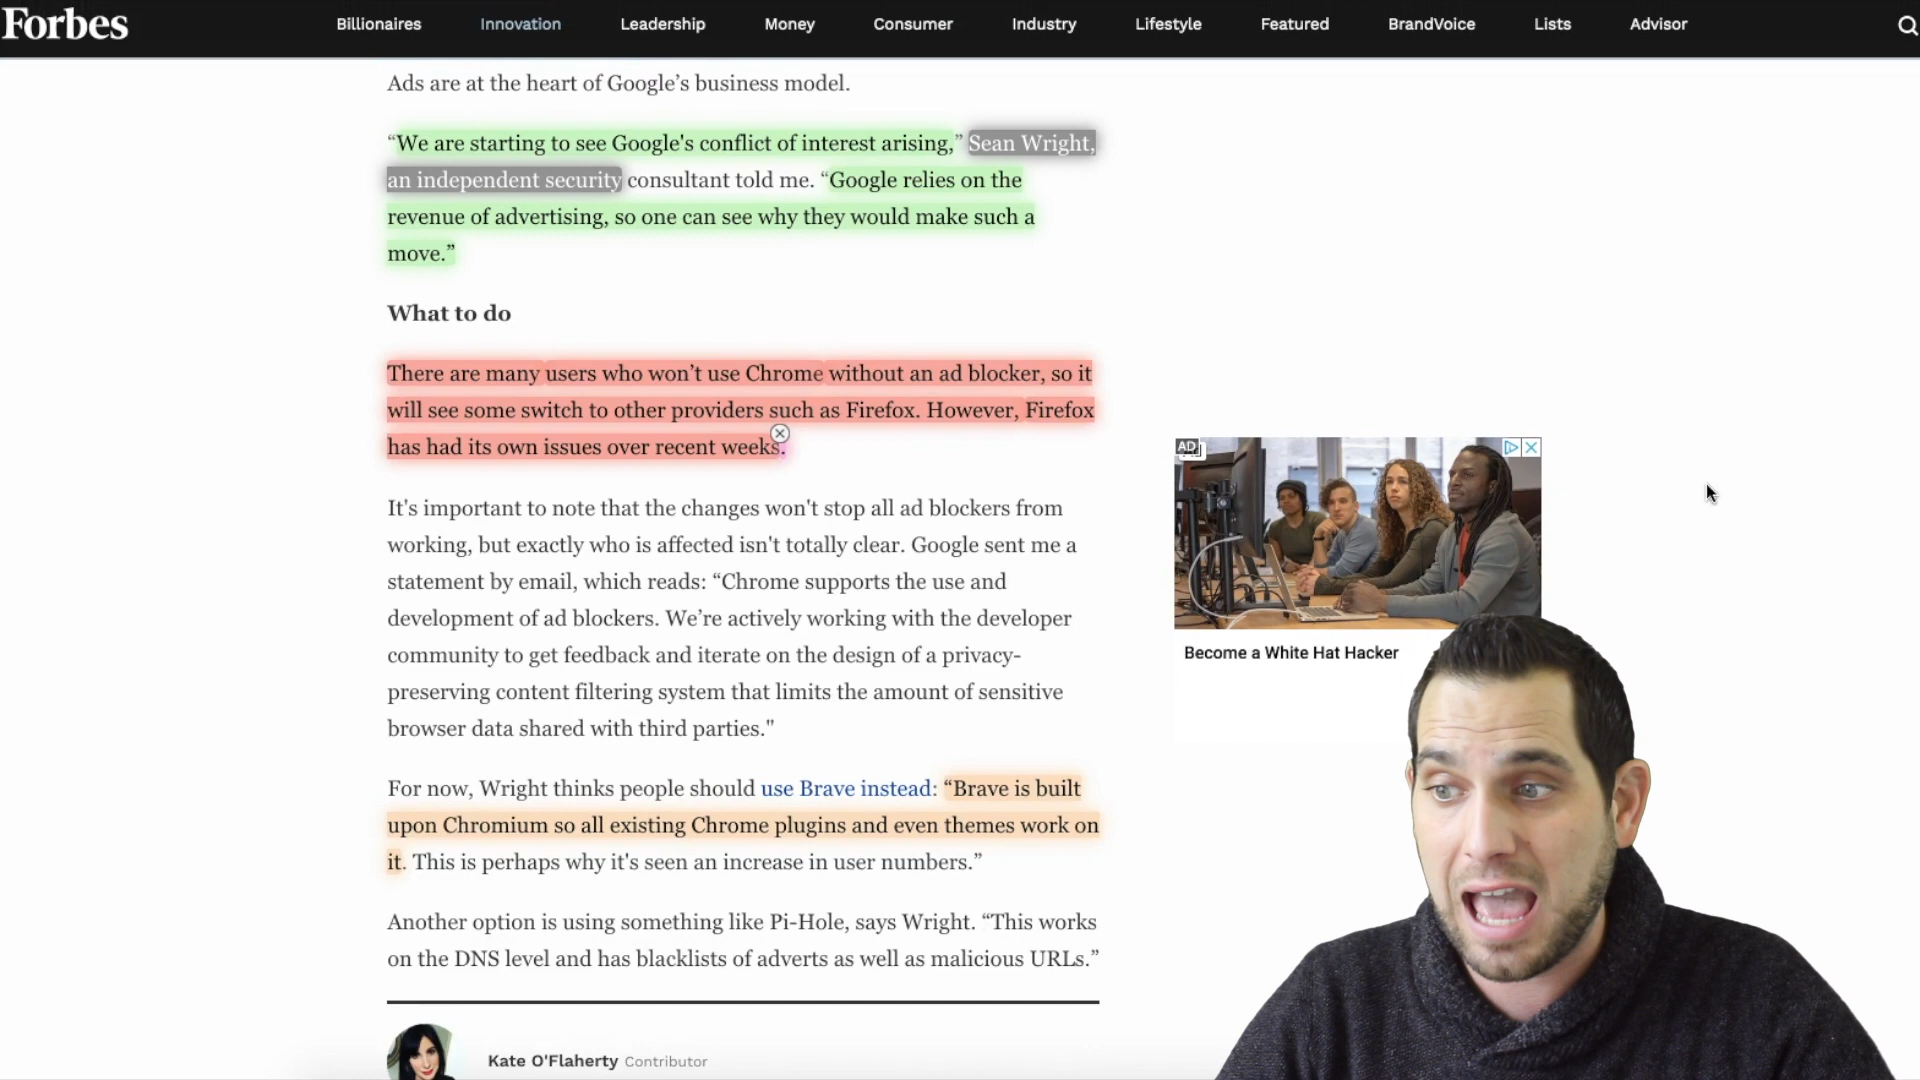 Forbes
Billionaires Innovation Leadership Money Consumer Industry Lifestyle Featured BrandVoice Lists Advisor
Ads are at the heart of Google’s business model.
“We are starting to see Google's conflict of interest arising,” Sean Wright,
an independent security consultant told me. “Google relies on the
revenue of advertising, so one can see why they would make such a
move.”
What to do
There are many users who won’t use Chrome without an ad blocker, so it
will see some switch to other providers such as Firefox. However, Firefox
has had its own issues over recent weeks.
It's important to note that the changes won't stop all ad blockers from
working, but exactly who is affected isn't totally clear. Google sent me a
statement by email, which reads: “Chrome supports the use and
development of ad blockers. We’re actively working with the developer
community to get feedback and iterate on the design of a privacy-
preserving content filtering system that limits the amount of sensitive
browser data shared with third parties."
For now, Wright thinks people should use Brave instead: “Brave is built
upon Chromium so all existing Chrome plugins and even themes work on
it. This is perhaps why it's seen an increase in user numbers.”
Another option is using something like Pi-Hole, says Wright. “This works
on the DNS level and has blacklists of adverts as well as malicious URLs.”
Kate O'Flaherty Contributor
AD
Become a White Hat Hacker